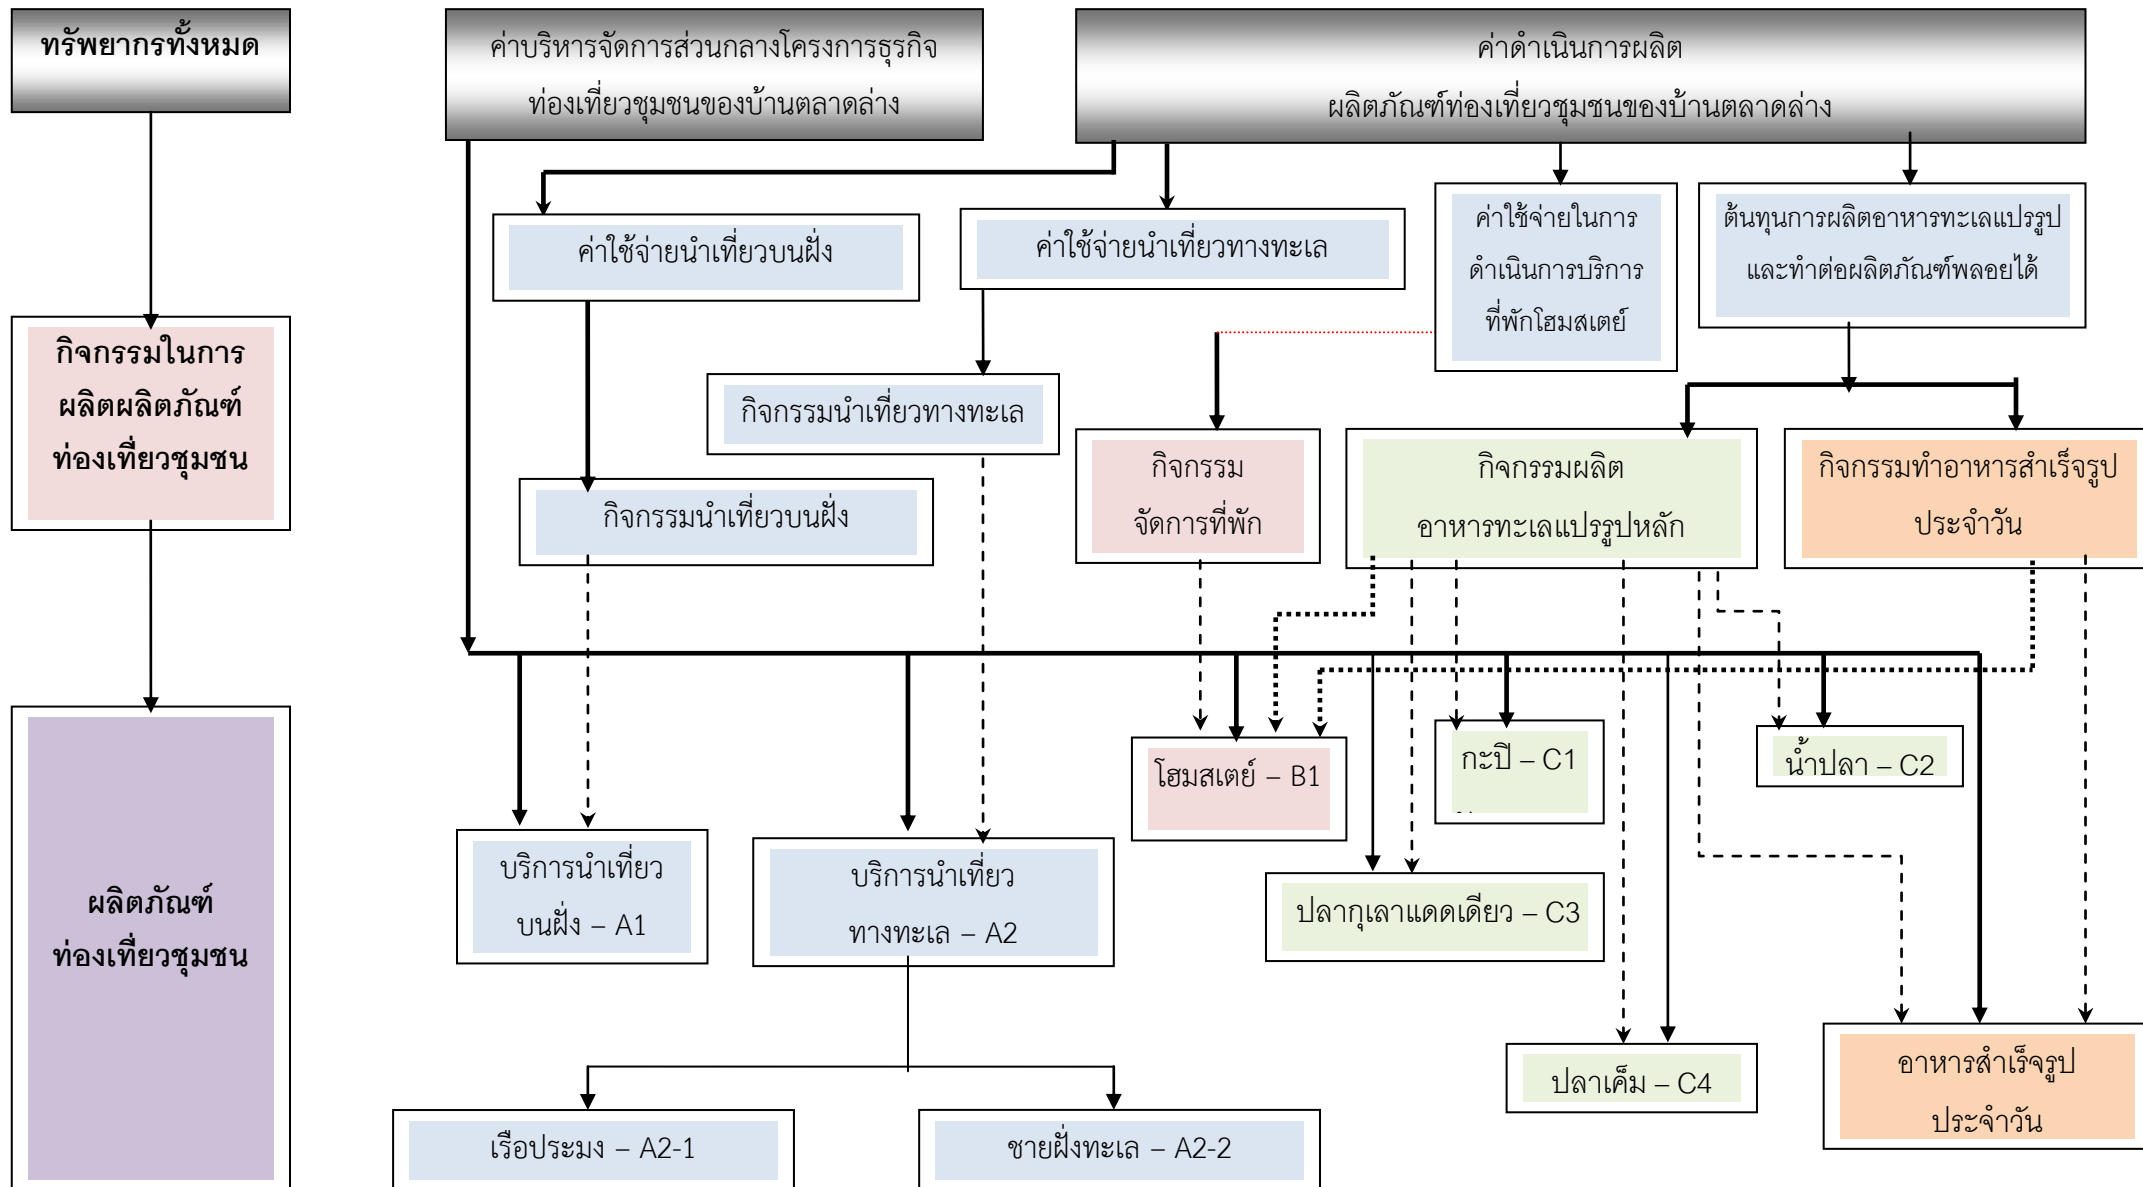 ทรัพยากรทั้งหมด
ค่าบริหารจัดการส่วนกลางโครงการธุรกิจ
ท่องเที่ยวชุมชนของบ้านตลาดล่าง
ค่าดำเนินการผลิต
ผลิตภัณฑ์ท่องเที่ยวชุมชนของบ้านตลาดล่าง
ค่าใช้จ่ายนำเที่ยวบนฝั่ง
ค่าใช้จ่ายนำเที่ยวทางทะเล
ค่าใช้จ่ายในการ
ดำเนินการบริการ
ที่พักโฮมสเตย์
ต้นทุนการผลิตอาหารทะเลแปรรูป
และทำต่อผลิตภัณฑ์พลอยได้
กิจกรรมในการ
ผลิตผลิตภัณฑ์
ท่องเที่ยวชุมชน
กิจกรรมนำเที่ยวทางทะเล
กิจกรรมนำเที่ยวบนฝั่ง
กิจกรรม
จัดการที่พัก
กิจกรรมผลิต
อาหารทะเลแปรรูปหลัก
กิจกรรมทำอาหารสำเร็จรูป
ประจำวัน
ผลิตภัณฑ์
ท่องเที่ยวชุมชน
โฮมสเตย์ – B1
กะปิ – C1
น้ำปลา – C2
บริการนำเที่ยว
บนฝั่ง – A1
บริการนำเที่ยว
ทางทะเล – A2
ปลากุเลาแดดเดียว – C3
ปลาเค็ม – C4
อาหารสำเร็จรูป
ประจำวัน
เรือประมง – A2-1
ชายฝั่งทะเล – A2-2